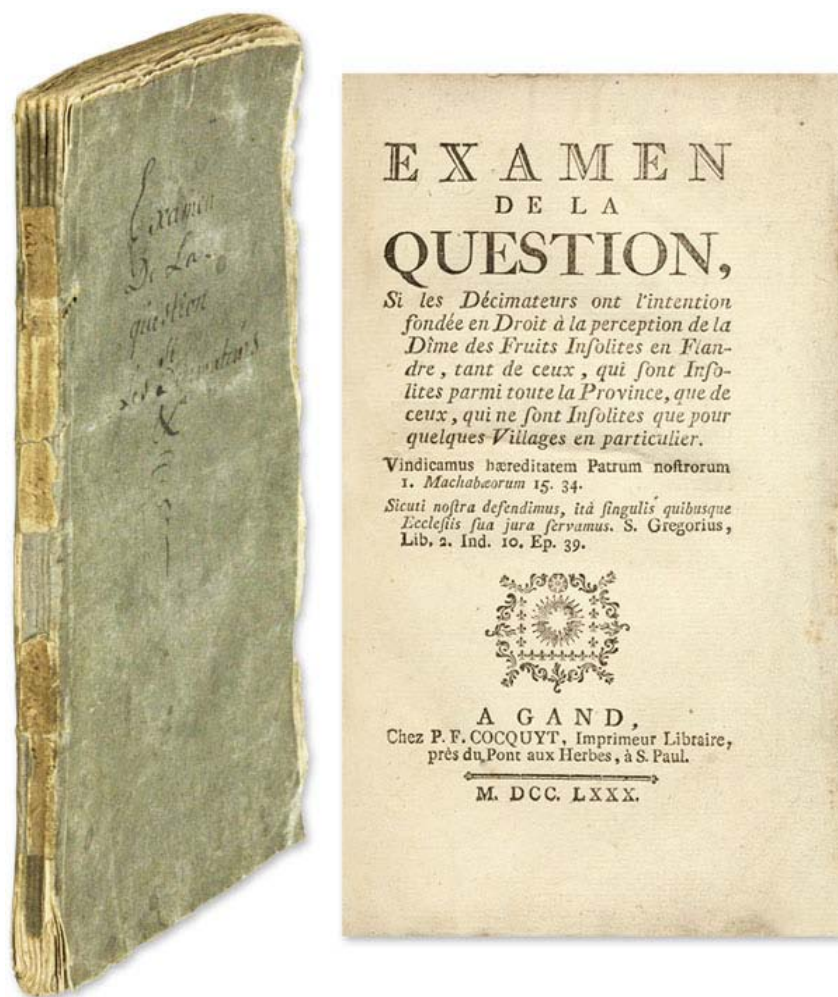 Examen
De La
question
si
Les Décimateurs
&
EXAMEN
DE LA
QUESTION,
Si les Décimateurs ont l'intention
fondée en Droit à la perception de la
Dîme des Fruits Inſolites en Flan-
dre, tant de ceux, qui ſont Inſo-
lites parmi toute la Province, que de
ceux, qui ne ſont Inſolites que pour
quelques Villages en particulier.
Vindicamus hæreditatem Patrum noſtrorum
1. Machabæorum 15. 34.
Sicuti noſtra defendimus, ità ſingulis quibusque
Eccleſiis ſua jura ſervamus. S. Gregorius,
Lib. 2. Ind. 10. Ep. 39.
A GAND,
Chez P. F. COCQUYT, Imprimeur Libraire,
près du Pont aux Herbes, à S. Paul.
M. DCC. LXXX.